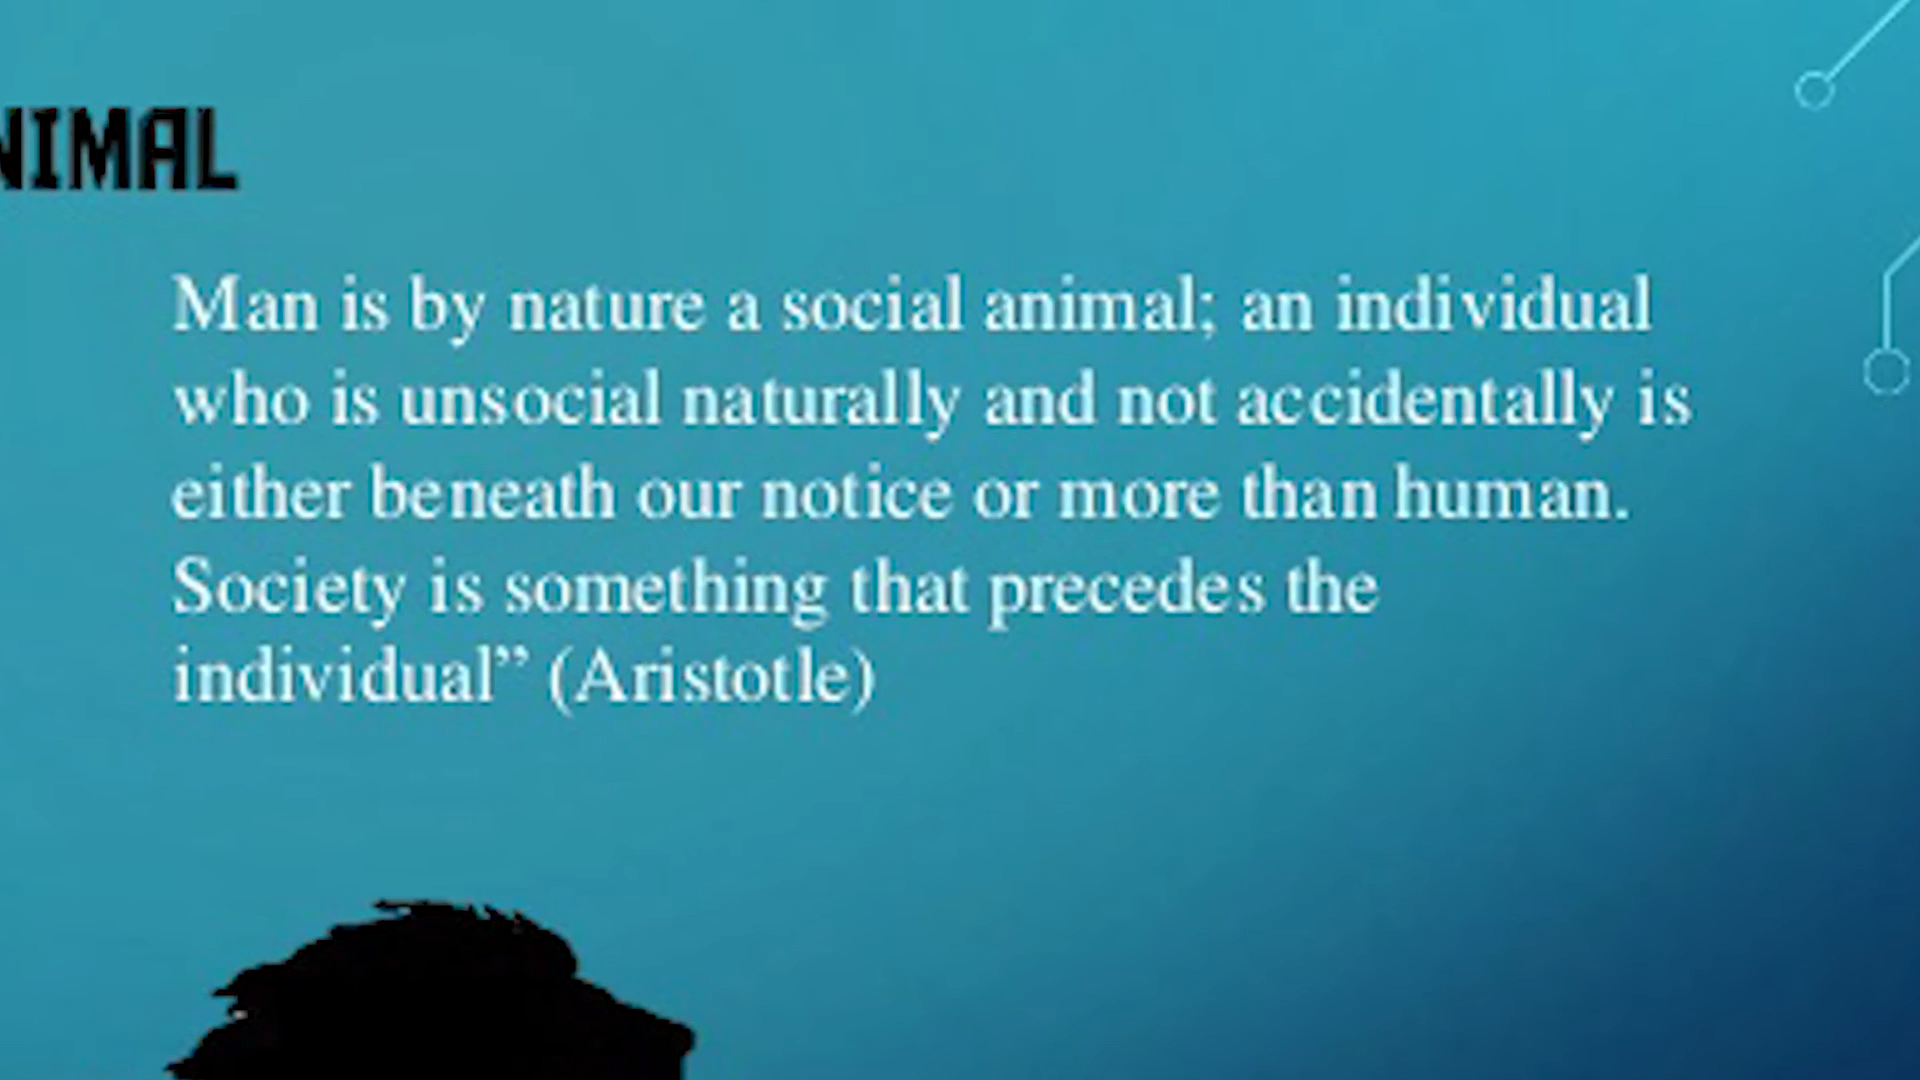 NIMAL
Man is by nature a social animal; an individual
who is unsocial naturally and not accidentally is
either beneath our notice or more than human.
Society is something that precedes the
individual” (Aristotle)